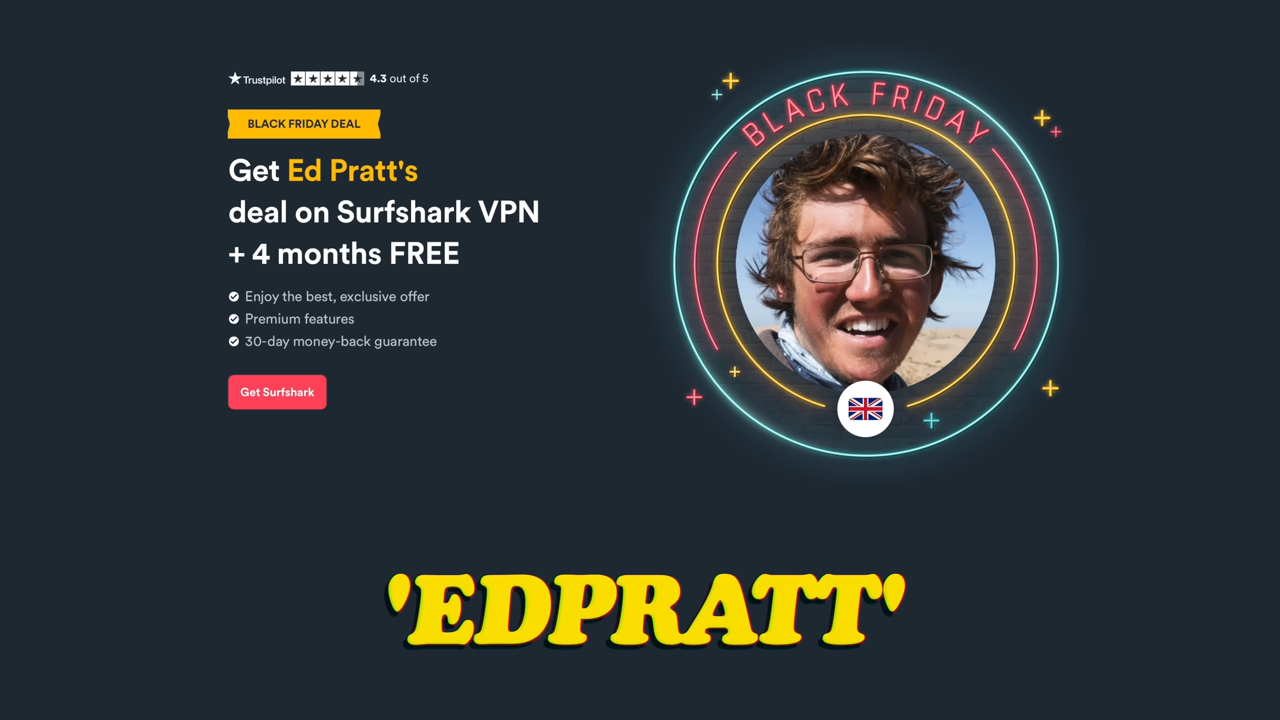 Trustpilot 4.3 out of 5
BLACK FRIDAY DEAL
Get Ed Pratt's
deal on Surfshark VPN
+ 4 months FREE
Enjoy the best, exclusive offer
Premium features
30-day money-back guarantee
Get Surfshark
BLACK FRIDAY
'EDPRATT'